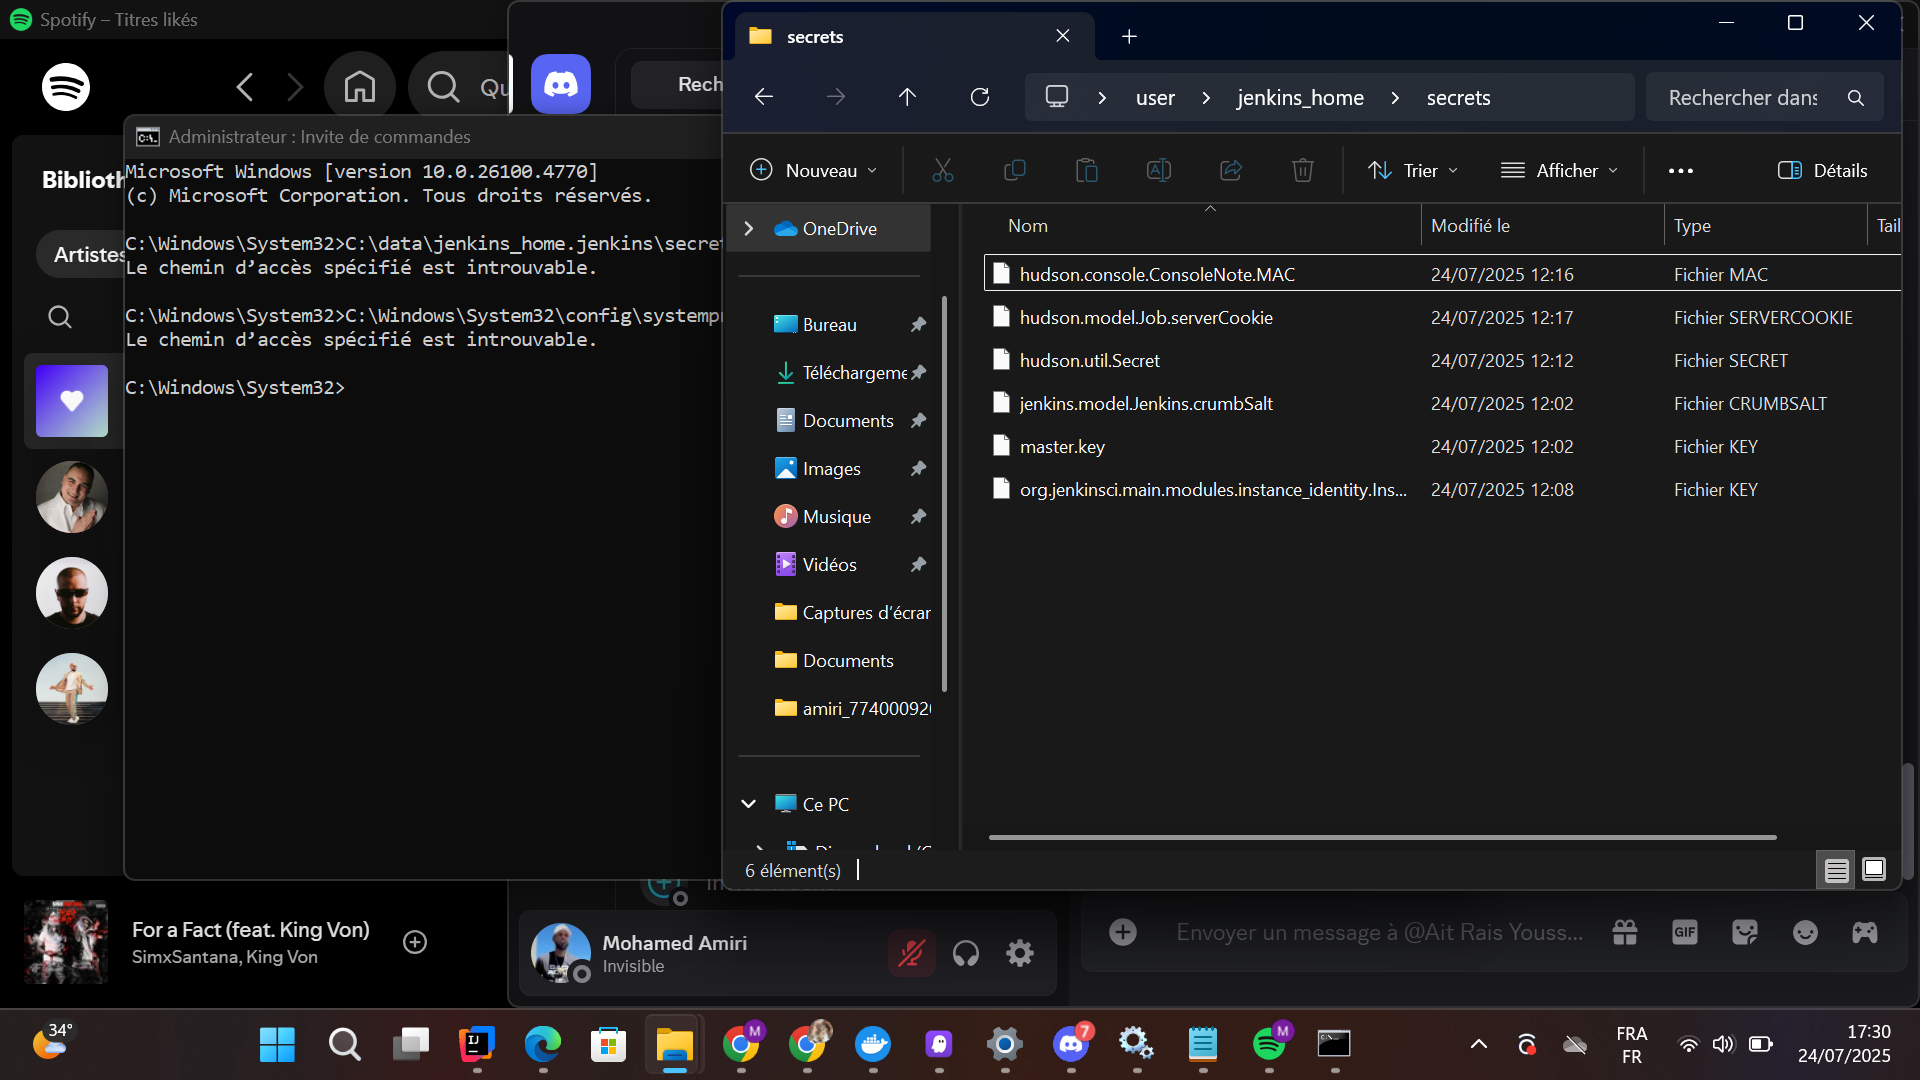 Spotify – Titres likés
Qu
Biblioth
Artistes
Administrateur : Invite de commandes
Microsoft Windows [version 10.0.26100.4770]
(c) Microsoft Corporation. Tous droits réservés.
C:\Windows\System32>C:\data\jenkins_home.jenkins\secret
Le chemin d’accès spécifié est introuvable.
C:\Windows\System32>C:\Windows\System32\config\systemp
Le chemin d’accès spécifié est introuvable.
C:\Windows\System32>
Rech
secrets
user
jenkins_home
secrets
Rechercher dans
Nouveau
Trier
Afficher
Détails
OneDrive
Bureau
Téléchargeme
Documents
Images
Musique
Vidéos
Captures d’écran
Documents
amiri_774000920
Ce PC
Nom Modifié le Type Tail
hudson.console.ConsoleNote.MAC 24/07/2025 12:16 Fichier MAC
hudson.model.Job.serverCookie 24/07/2025 12:17 Fichier SERVERCOOKIE
hudson.util.Secret 24/07/2025 12:12 Fichier SECRET
jenkins.model.Jenkins.crumbSalt 24/07/2025 12:02 Fichier CRUMBSALT
master.key 24/07/2025 12:02 Fichier KEY
org.jenkinsci.main.modules.instance_identity.Ins... 24/07/2025 12:08 Fichier KEY
6 élément(s)
For a Fact (feat. King Von)
SimxSantana, King Von
Mohamed Amiri
Invisible
Envoyer un message à @Ait Rais Youss...
GIF
34°
IJ
M
7
M
FRA
FR
17:30
24/07/2025